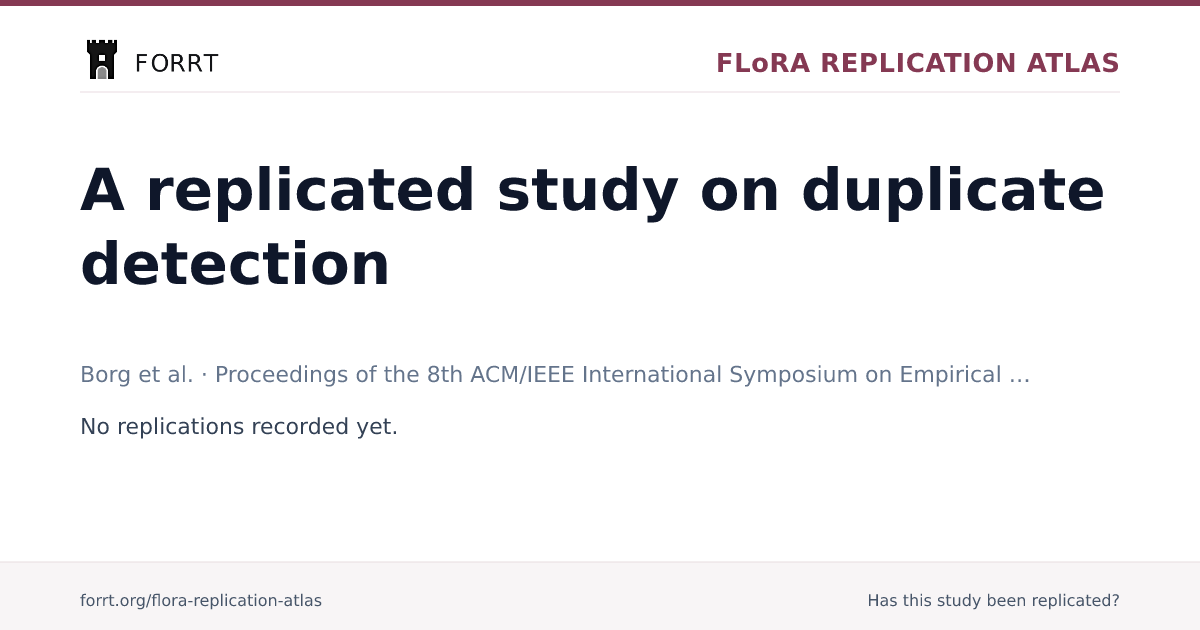 FORRT
FLoRA REPLICATION ATLAS
A replicated study on duplicate
detection
Borg et al. · Proceedings of the 8th ACM/IEEE International Symposium on Empirical …
No replications recorded yet.
forrt.org/flora-replication-atlas
Has this study been replicated?